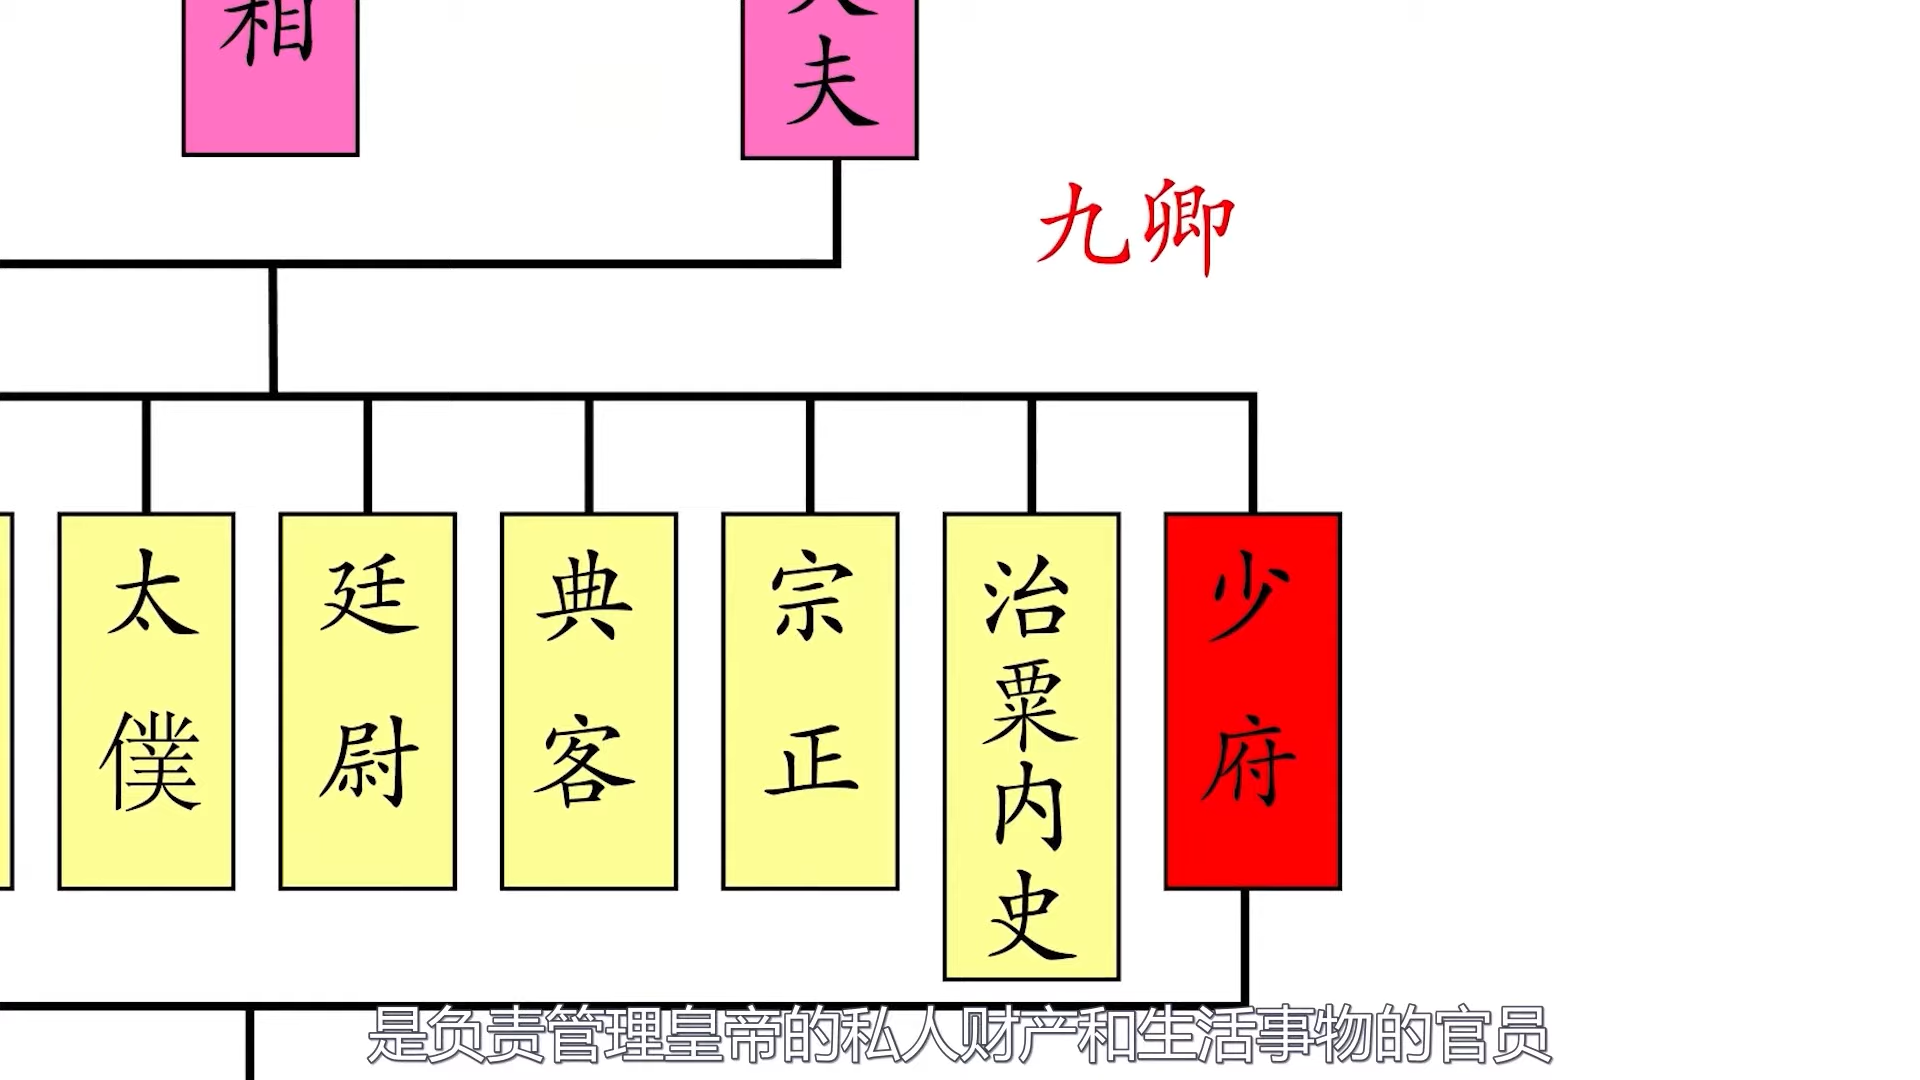 相
夫
九卿
太僕
廷尉
典客
宗正
治粟内史
少府
是负责管理皇帝的私人财产和生活事物的官员